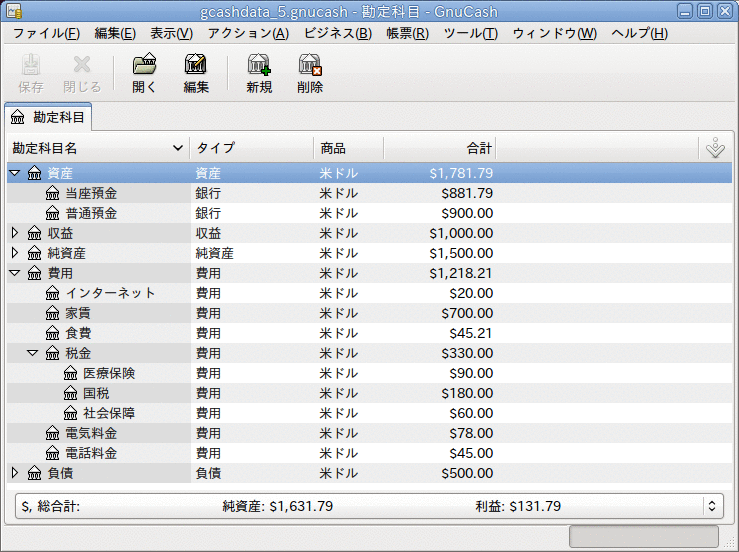 gcashdata_5.gnucash - 勘定科目 - GnuCash
ファイル(F) 編集(E) 表示(V) アクション(A) ビジネス(B) 帳票(R) ツール(T) ウィンドウ(W) ヘルプ(H)
保存 閉じる 開く 編集 新規 削除
勘定科目
勘定科目名 タイプ 商品 合計
資産 資産 米ドル $1,781.79
当座預金 銀行 米ドル $881.79
普通預金 銀行 米ドル $900.00
収益 収益 米ドル $1,000.00
純資産 純資産 米ドル $1,500.00
費用 費用 米ドル $1,218.21
インターネット 費用 米ドル $20.00
家賃 費用 米ドル $700.00
食費 費用 米ドル $45.21
税金 費用 米ドル $330.00
医療保険 費用 米ドル $90.00
国税 費用 米ドル $180.00
社会保障 費用 米ドル $60.00
電気料金 費用 米ドル $78.00
電話料金 費用 米ドル $45.00
負債 負債 米ドル $500.00
$, 総合計: 純資産: $1,631.79 利益: $131.79